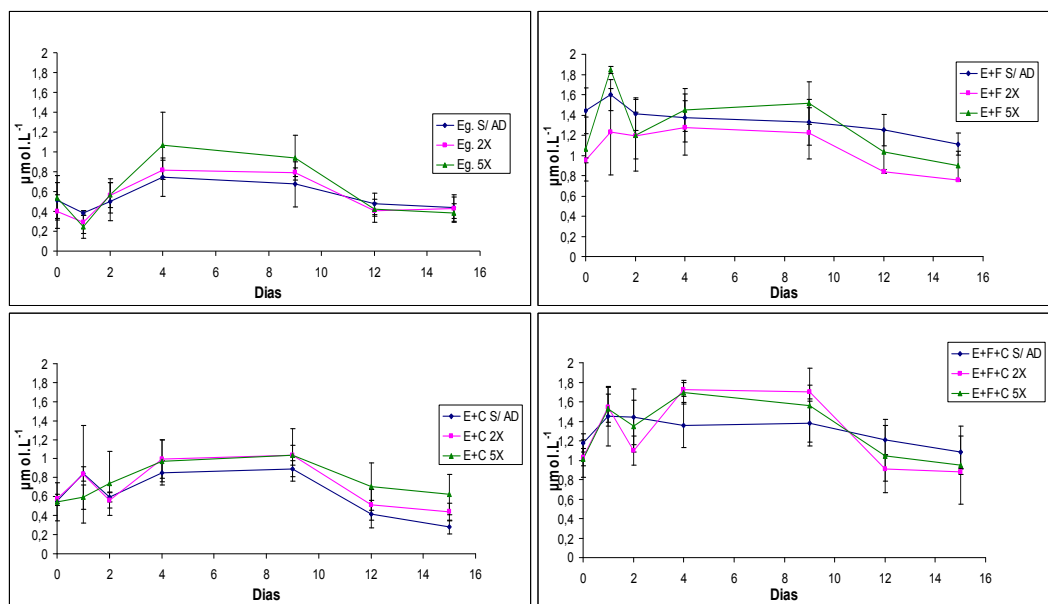 2
1,8
1,6
1,4
1,2
1
0,8
0,6
0,4
0,2
0
µmol.L⁻¹
0 2 4 6 8 10 12 14 16
Dias
Eg. S/ AD
Eg. 2X
Eg. 5X
2
1,8
1,6
1,4
1,2
1
0,8
0,6
0,4
0,2
0
µmol.L⁻¹
0 2 4 6 8 10 12 14 16
Dias
E+F S/ AD
E+F 2X
E+F 5X
2
1,8
1,6
1,4
1,2
1
0,8
0,6
0,4
0,2
0
µmol.L⁻¹
0 2 4 6 8 10 12 14 16
Dias
E+C S/ AD
E+C 2X
E+C 5X
2
1,8
1,6
1,4
1,2
1
0,8
0,6
0,4
0,2
0
µmol.L⁻¹
0 2 4 6 8 10 12 14 16
Dias
E+F+C S/ AD
E+F+C 2X
E+F+C 5X